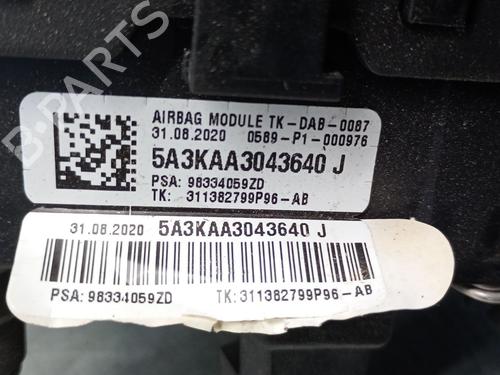 B-PARTS
AIRBAG MODULE TK-DAB-0087
31.08.2020 0589-P1-000976
5A3KAA3043640 J
PSA: 98334059ZD
TK: 311382799P96-AB
31.08.2020 5A3KAA3043640 J
PSA: 98334059ZD TK: 311382799P96-AB